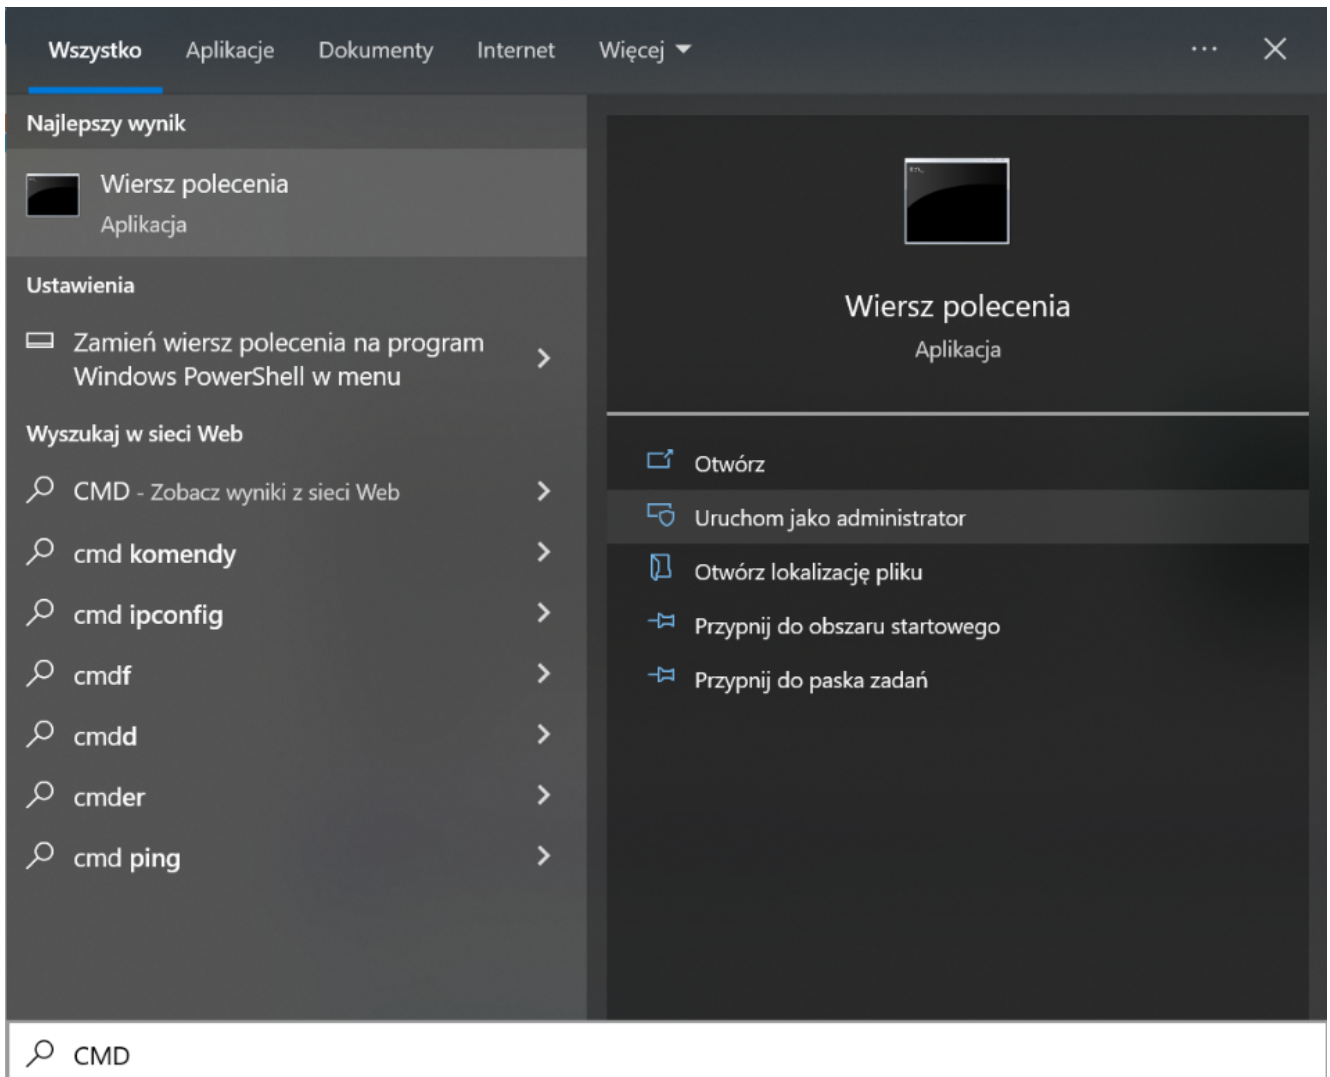 Wszystko Aplikacje Dokumenty Internet Więcej
Najlepszy wynik
Wiersz polecenia
Aplikacja
Ustawienia
Zamień wiersz polecenia na program
Windows PowerShell w menu
Wyszukaj w sieci Web
CMD - Zobacz wyniki z sieci Web
cmd komendy
cmd ipconfig
cmdf
cmdd
cmder
cmd ping
Wiersz polecenia
Aplikacja
Otwórz
Uruchom jako administrator
Otwórz lokalizację pliku
Przypnij do obszaru startowego
Przypnij do paska zadań
CMD